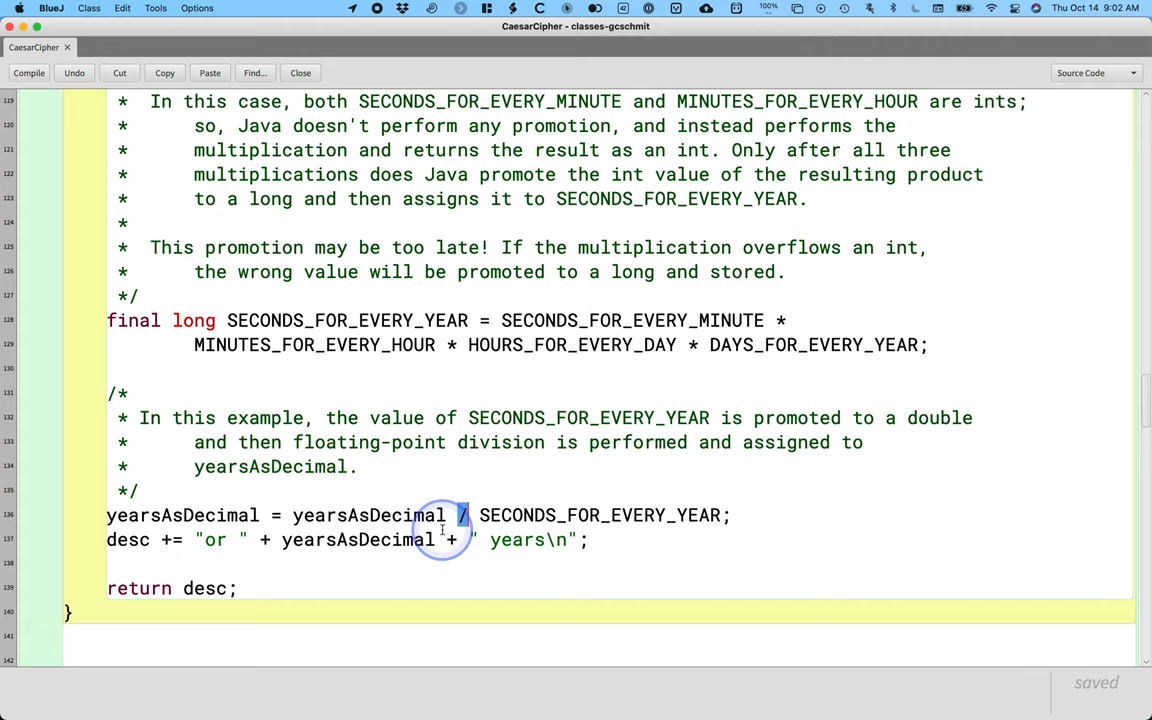 BlueJ Class Edit Tools Options 42 100% Thu Oct 14 9:02 AM
CaesarCipher - classes-gcschmit
CaesarCipher ×
Compile Undo Cut Copy Paste Find... Close Source Code
119 * In this case, both SECONDS_FOR_EVERY_MINUTE and MINUTES_FOR_EVERY_HOUR are ints;
120 * so, Java doesn't perform any promotion, and instead performs the
121 * multiplication and returns the result as an int. Only after all three
122 * multiplications does Java promote the int value of the resulting product
123 * to a long and then assigns it to SECONDS_FOR_EVERY_YEAR.
124 *
125 * This promotion may be too late! If the multiplication overflows an int,
126 * the wrong value will be promoted to a long and stored.
127 */
128 final long SECONDS_FOR_EVERY_YEAR = SECONDS_FOR_EVERY_MINUTE *
129 MINUTES_FOR_EVERY_HOUR * HOURS_FOR_EVERY_DAY * DAYS_FOR_EVERY_YEAR;
130
131 /*
132 * In this example, the value of SECONDS_FOR_EVERY_YEAR is promoted to a double
133 * and then floating-point division is performed and assigned to
134 * yearsAsDecimal.
135 */
136 yearsAsDecimal = yearsAsDecimal / SECONDS_FOR_EVERY_YEAR;
137 desc += "or " + yearsAsDecimal + " years\n";
138
139 return desc;
140 }
141
142
saved